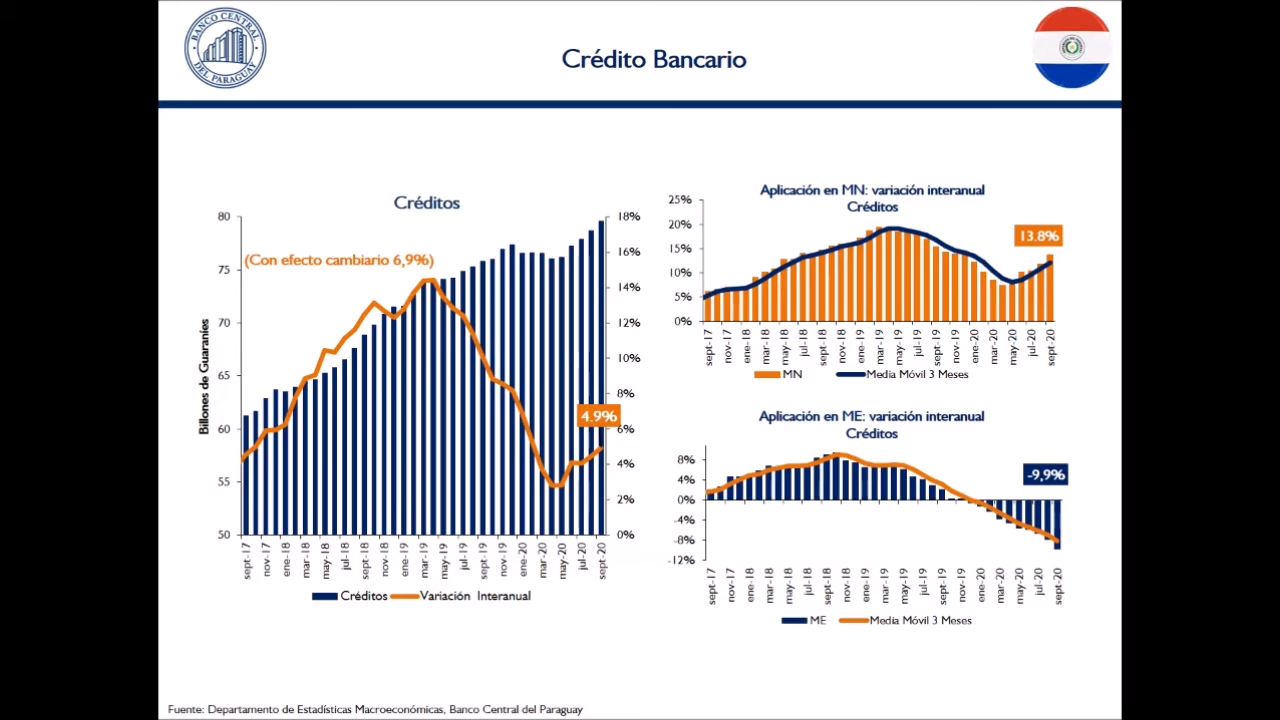 BANCO CENTRAL
DEL PARAGUAY
Crédito Bancario
Créditos
(Con efecto cambiario 6,9%)
Billones de Guaraníes
80
75
70
65
60
55
50
18%
16%
14%
12%
10%
8%
6%
4%
2%
0%
4.9%
sept-17
nov-17
ene-18
mar-18
may-18
jul-18
sept-18
nov-18
ene-19
mar-19
may-19
jul-19
sept-19
nov-19
ene-20
mar-20
may-20
jul-20
sept-20
Créditos
Variación Interanual
Aplicación en MN: variación interanual
Créditos
25%
20%
15%
10%
5%
0%
13.8%
sept-17
nov-17
ene-18
mar-18
may-18
jul-18
sept-18
nov-18
ene-19
mar-19
may-19
jul-19
sept-19
nov-19
ene-20
mar-20
may-20
jul-20
sept-20
MN
Media Móvil 3 Meses
Aplicación en ME: variación interanual
Créditos
8%
4%
0%
-4%
-8%
-12%
-9,9%
sept-17
nov-17
ene-18
mar-18
may-18
jul-18
sept-18
nov-18
ene-19
mar-19
may-19
jul-19
sept-19
nov-19
ene-20
mar-20
may-20
jul-20
sept-20
ME
Media Móvil 3 Meses
Fuente: Departamento de Estadísticas Macroeconómicas, Banco Central del Paraguay